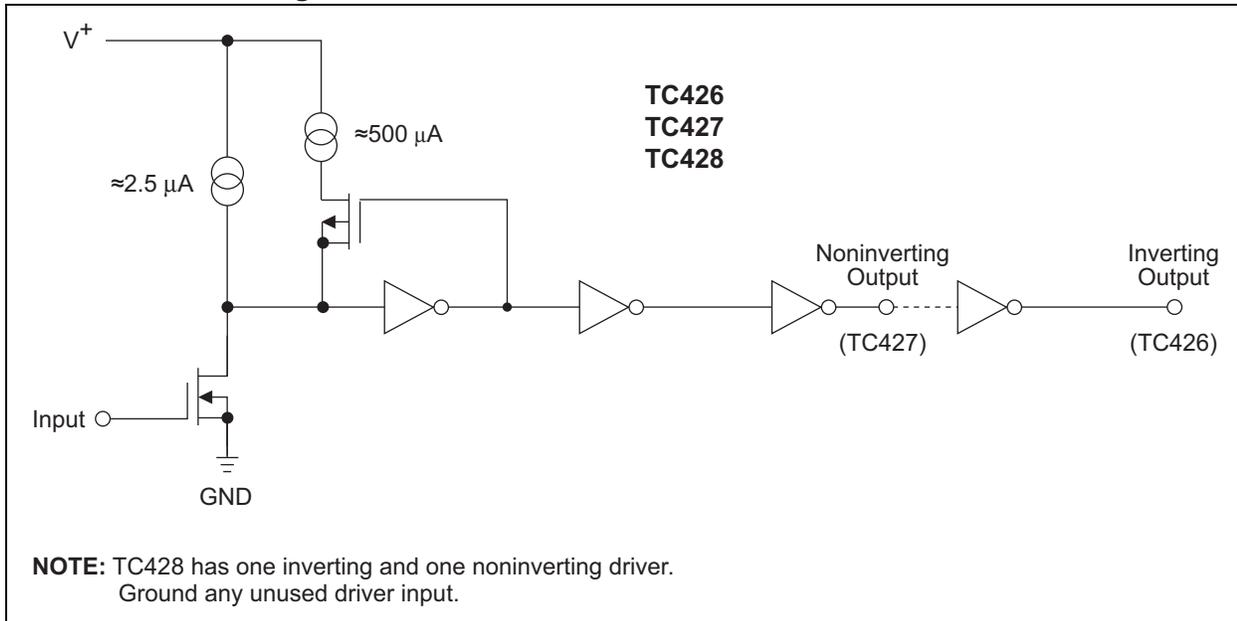 V+
≈500 µA
≈2.5 µA
TC426
TC427
TC428
Noninverting
Output
(TC427)
Inverting
Output
(TC426)
Input
GND
NOTE: TC428 has one inverting and one noninverting driver.
Ground any unused driver input.